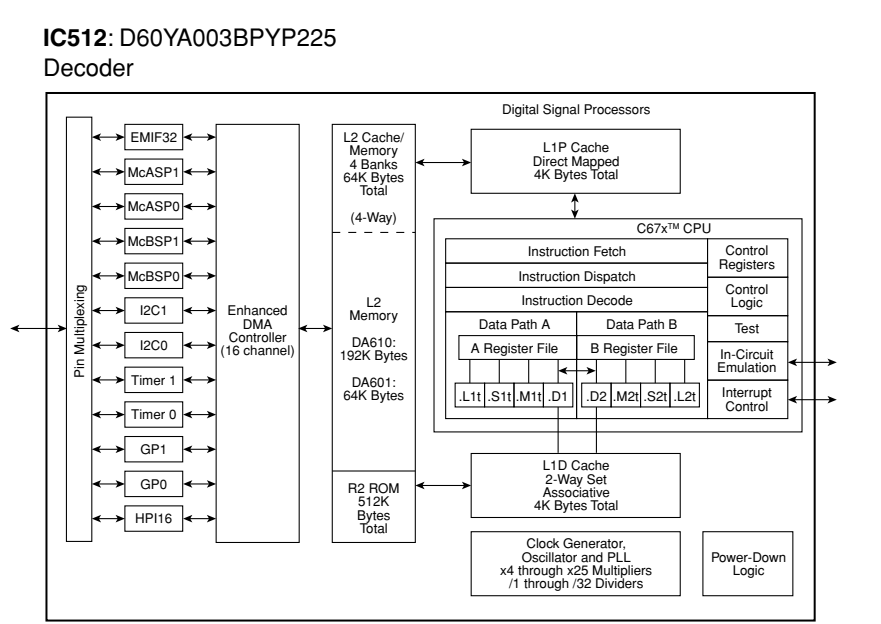 IC512: D60YA003BPYP225
Decoder
Digital Signal Processors
Pin Multiplexing
EMIF32
McASP1
McASP0
McBSP1
McBSP0
I2C1
I2C0
Timer 1
Timer 0
GP1
GP0
HPI16
Enhanced
DMA
Controller
(16 channel)
L2 Cache/
Memory
4 Banks
64K Bytes
Total
(4-Way)
L2
Memory
DA610:
192K Bytes
DA601:
64K Bytes
R2 ROM
512K
Bytes
Total
L1P Cache
Direct Mapped
4K Bytes Total
C67x™ CPU
Instruction Fetch
Instruction Dispatch
Instruction Decode
Data Path A
Data Path B
A Register File
B Register File
.L1t .S1t .M1t .D1
.D2 .M2t .S2t .L2t
Control
Registers
Control
Logic
Test
In-Circuit
Emulation
Interrupt
Control
L1D Cache
2-Way Set
Associative
4K Bytes Total
Clock Generator,
Oscillator and PLL
x4 through x25 Multipliers
/1 through /32 Dividers
Power-Down
Logic